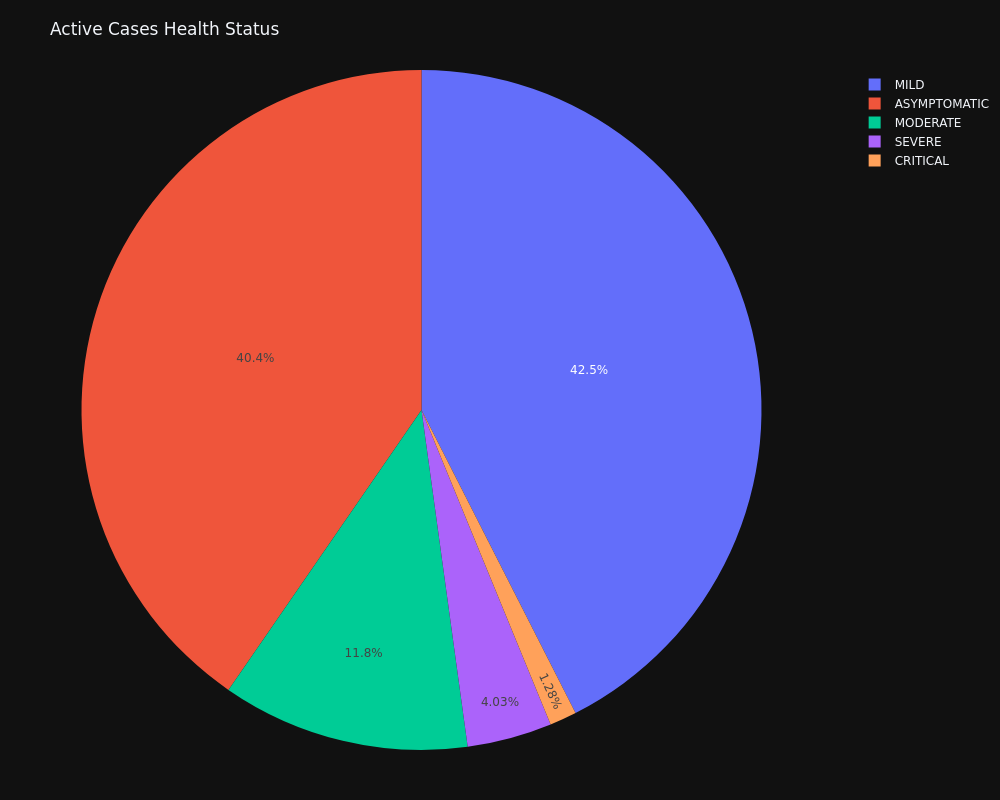 Active Cases Health Status
MILD
ASYMPTOMATIC
MODERATE
SEVERE
CRITICAL
40.4%
42.5%
11.8%
4.03%
1.28%